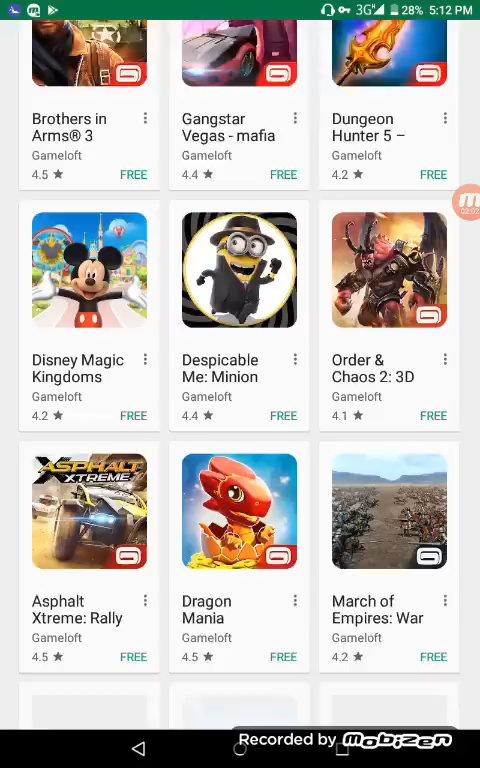 3G 28% 5:12 PM
Brothers in
Arms® 3
Gameloft
4.5 FREE
Gangstar
Vegas - mafia
Gameloft
4.4 FREE
Dungeon
Hunter 5 –
Gameloft
4.2 FREE
02:02
Disney Magic
Kingdoms
Gameloft
4.2 FREE
Despicable
Me: Minion
Gameloft
4.4 FREE
Order &
Chaos 2: 3D
Gameloft
4.1 FREE
ASPHALT
XTREME
Asphalt
Xtreme: Rally
Gameloft
4.5 FREE
Dragon
Mania
Gameloft
4.5 FREE
March of
Empires: War
Gameloft
4.2 FREE
Recorded by Mobizen